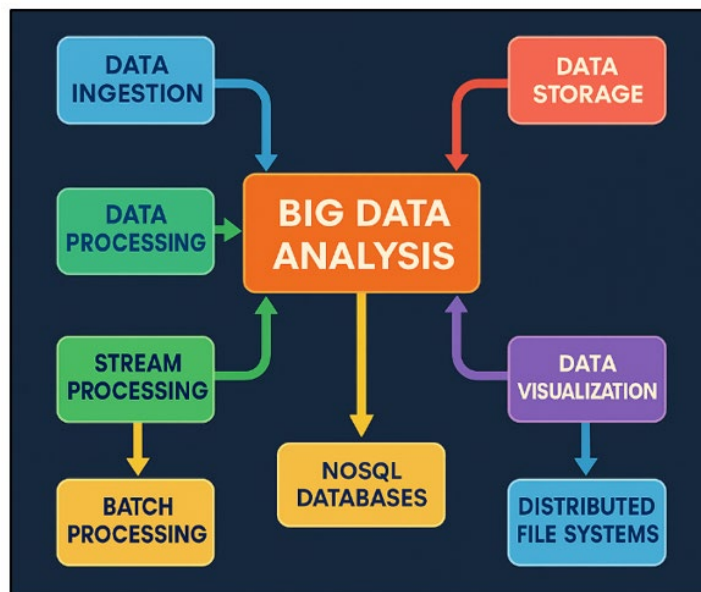 DATA
INGESTION
DATA
STORAGE
DATA
PROCESSING
BIG DATA
ANALYSIS
STREAM
PROCESSING
DATA
VISUALIZATION
NOSQL
DATABASES
BATCH
PROCESSING
DISTRIBUTED
FILE SYSTEMS